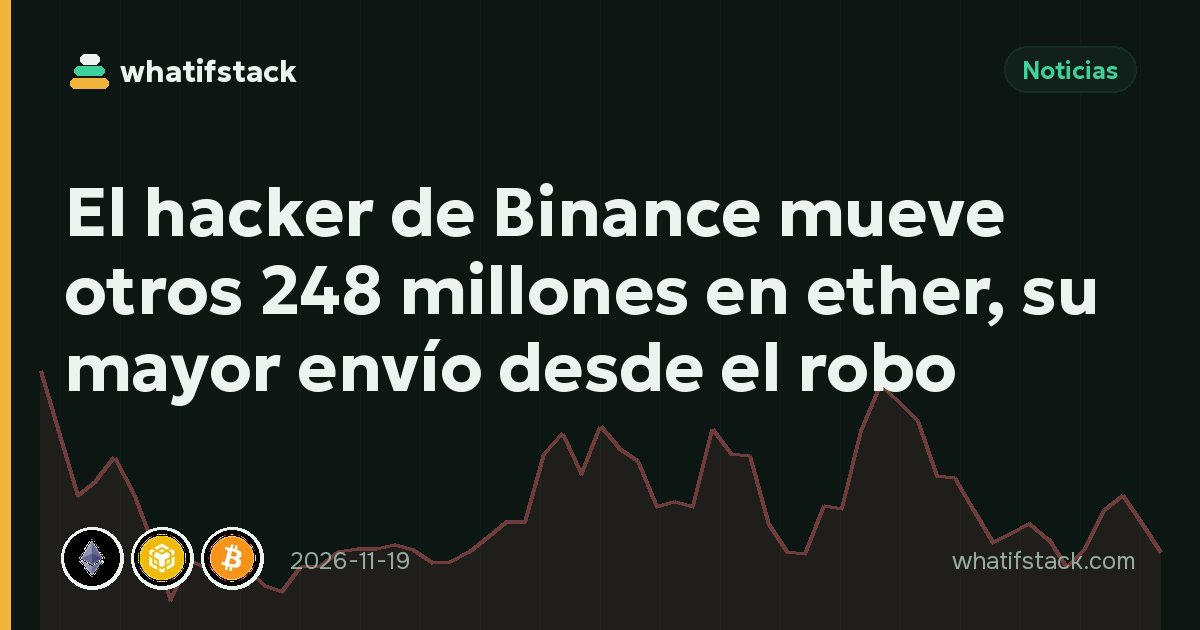 whatifstack
Noticias
El hacker de Binance mueve
otros 248 millones en ether, su
mayor envío desde el robo
2026-11-19
whatifstack.com